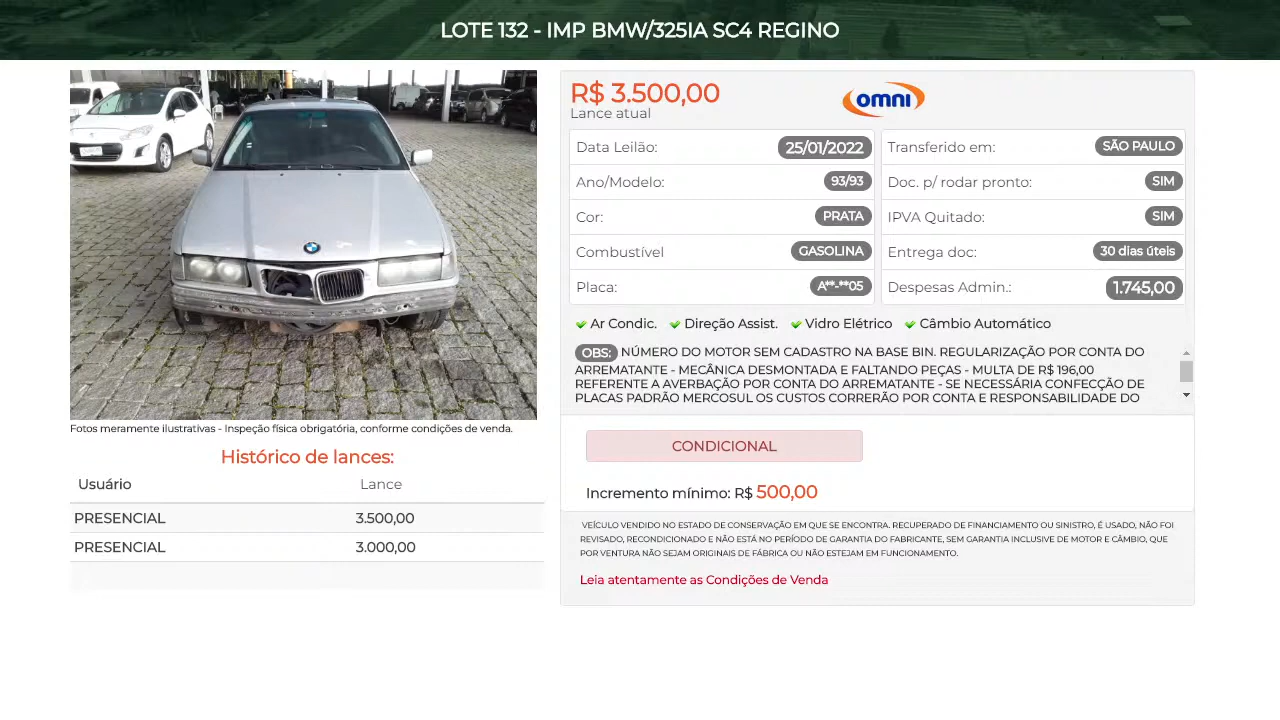 LOTE 132 - IMP BMW/325IA SC4 REGINO
R$ 3.500,00
Lance atual
omni
Data Leilão: 25/01/2022
Ano/Modelo: 93/93
Cor: PRATA
Combustível GASOLINA
Placa: A**-**05
Transferido em: SÃO PAULO
Doc. p/ rodar pronto: SIM
IPVA Quitado: SIM
Entrega doc: 30 dias úteis
Despesas Admin.: 1.745,00
Ar Condic. Direção Assist. Vidro Elétrico Câmbio Automático
OBS: NÚMERO DO MOTOR SEM CADASTRO NA BASE BIN. REGULARIZAÇÃO POR CONTA DO
ARREMATANTE - MECÂNICA DESMONTADA E FALTANDO PEÇAS - MULTA DE R$ 196,00
REFERENTE A AVERBAÇÃO POR CONTA DO ARREMATANTE - SE NECESSÁRIA CONFECÇÃO DE
PLACAS PADRÃO MERCOSUL OS CUSTOS CORRERÃO POR CONTA E RESPONSABILIDADE DO
CONDICIONAL
Incremento mínimo: R$ 500,00
VEÍCULO VENDIDO NO ESTADO DE CONSERVAÇÃO EM QUE SE ENCONTRA. RECUPERADO DE FINANCIAMENTO OU SINISTRO, É USADO, NÃO FOI
REVISADO, RECONDICIONADO E NÃO ESTÁ NO PERÍODO DE GARANTIA DO FABRICANTE, SEM GARANTIA INCLUSIVE DE MOTOR E CÂMBIO, QUE
POR VENTURA NÃO SEJAM ORIGINAIS DE FÁBRICA OU NÃO ESTEJAM EM FUNCIONAMENTO.
Leia atentamente as Condições de Venda
Fotos meramente ilustrativas - Inspeção física obrigatória, conforme condições de venda.
Histórico de lances:
Usuário Lance
PRESENCIAL 3.500,00
PRESENCIAL 3.000,00